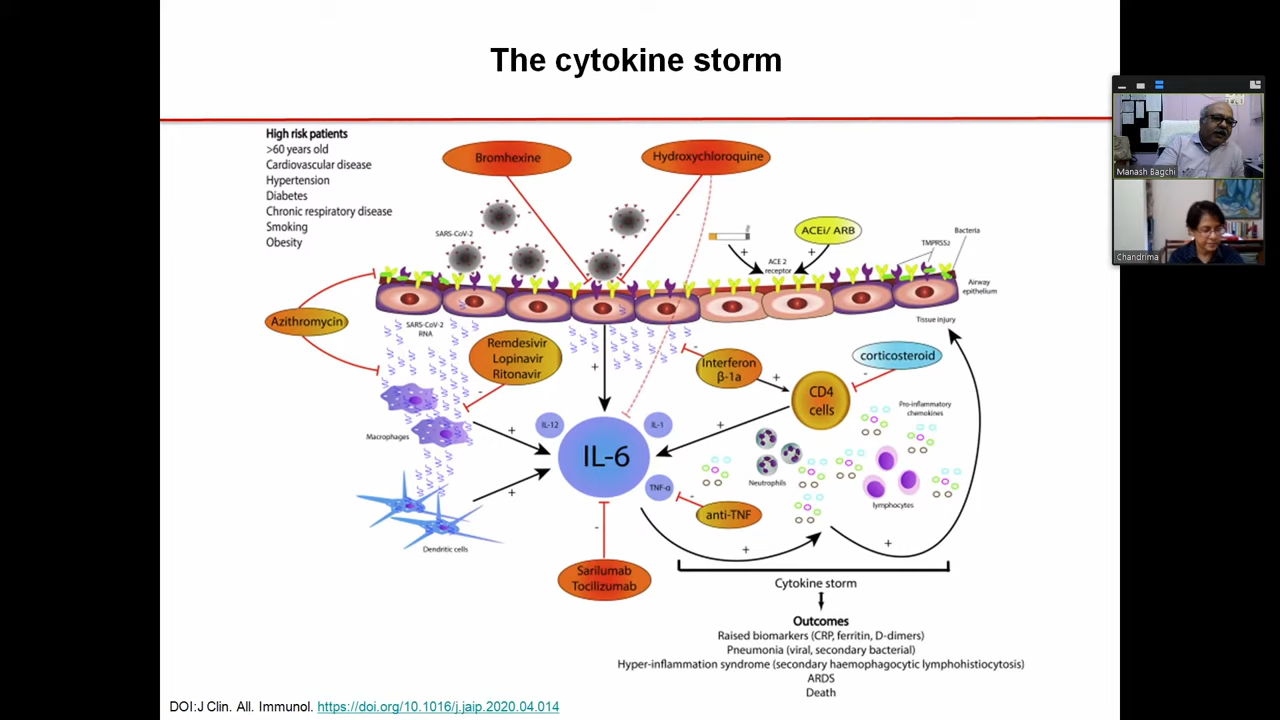 The cytokine storm
High risk patients
>60 years old
Cardiovascular disease
Hypertension
Diabetes
Chronic respiratory disease
Smoking
Obesity
Bromhexine
Hydroxychloroquine
SARS-CoV-2
ACEi/ ARB
ACE 2
receptor
TMPRSS2
Bacteria
Airway
epithelium
Tissue injury
Azithromycin
SARS-CoV-2
RNA
Remdesivir
Lopinavir
Ritonavir
Interferon
β-1a
corticosteroid
CD4
cells
Pro-inflammatory
chemokines
Macrophages
IL-12
IL-1
IL-6
TNF-α
Neutrophils
lymphocytes
anti-TNF
Dendritic cells
Sarilumab
Tocilizumab
Cytokine storm
Outcomes
Raised biomarkers (CRP, ferritin, D-dimers)
Pneumonia (viral, secondary bacterial)
Hyper-inflammation syndrome (secondary haemophagocytic lymphohistiocytosis)
ARDS
Death
DOI:J Clin. All. Immunol. https://doi.org/10.1016/j.jaip.2020.04.014
Manash Bagchi
Chandrima